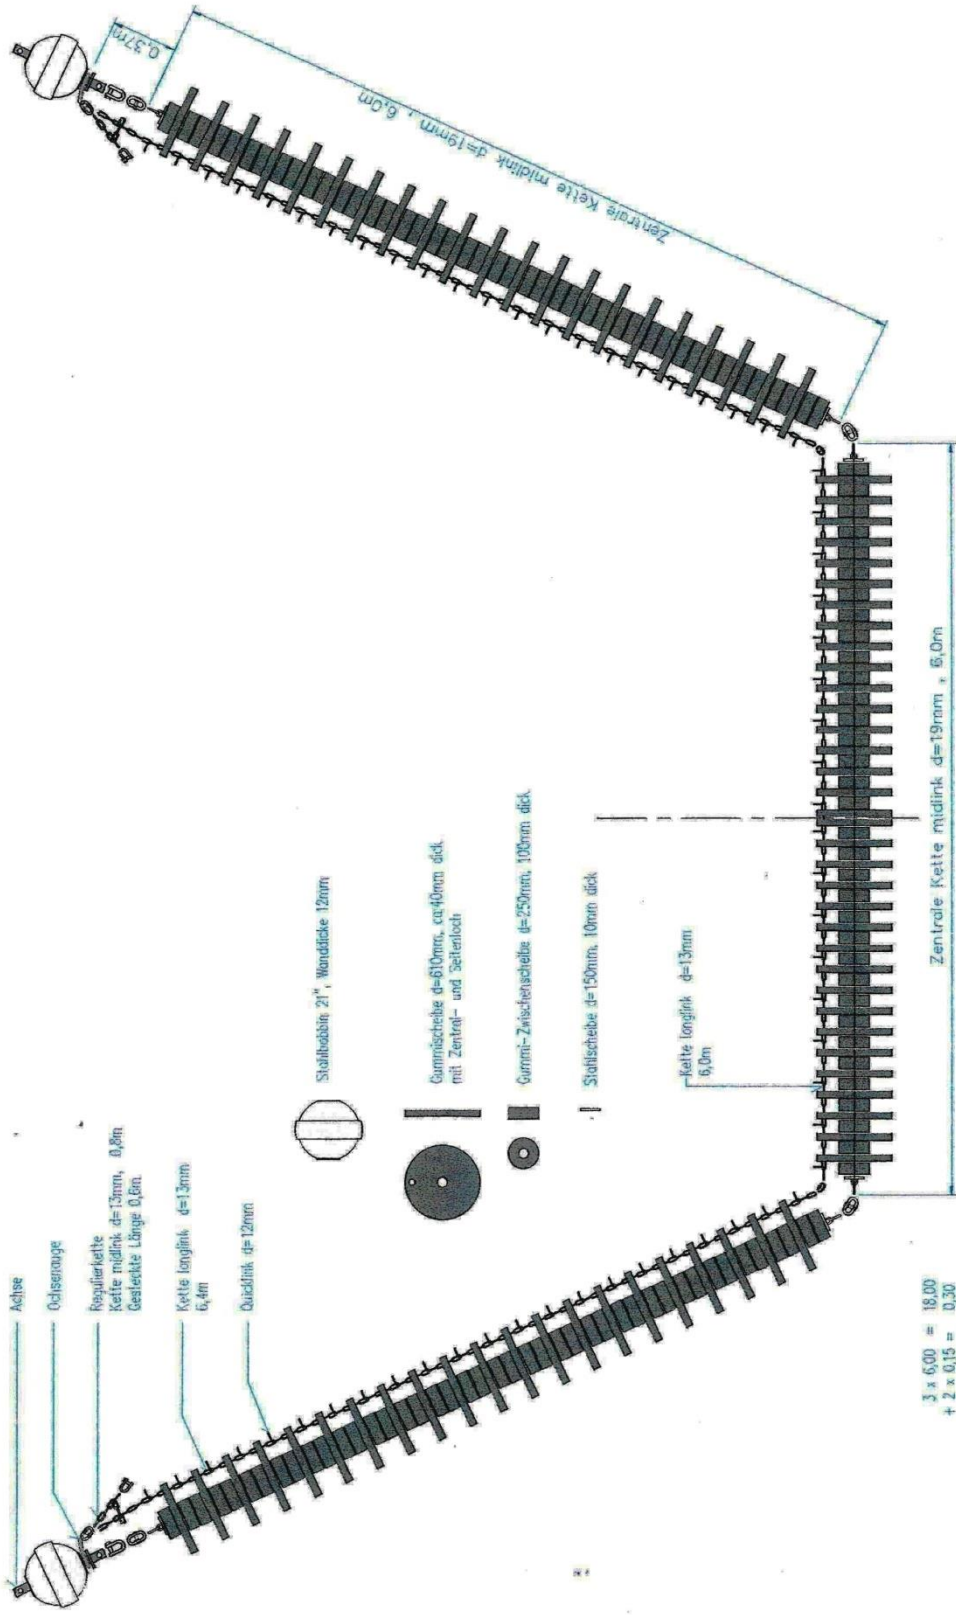 Achse
Ochsenauge
Regulierkette
Kette midlink d=13mm, 0,8m
Gestreckte Länge 0,6m
Kette longlink d=13mm
6,4m
Quicklink d=12mm
Stahlbobbin 21", Wanddicke 12mm
Gummischeibe d=610mm, ca 40mm dick
mit Zentral- und Seitenloch
Gummi-Zwischenscheibe d=250mm, 100mm dick
Stahlscheibe d=150mm, 10mm dick
Kette longlink d=13mm
6,0m
Zentrale Kette midlink d=19mm , 6,0m
0,37m
Zentrale Kette midlink d=19mm , 6,0m
3 x 6,00 = 18,00
+ 2 x 0,15 = 0,30